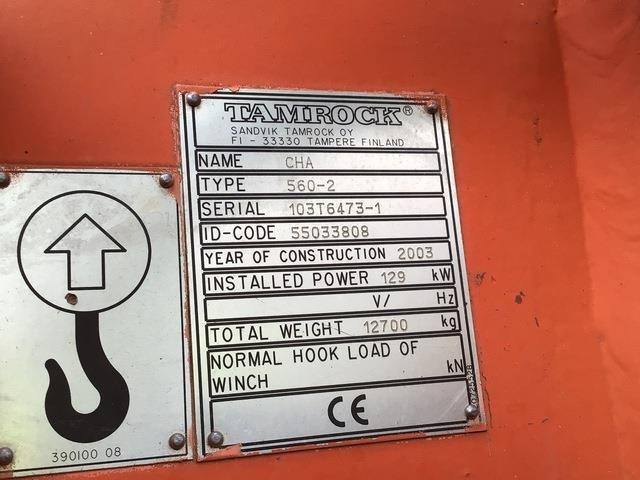 TAMROCK®
SANDVIK TAMROCK OY
FI - 33330 TAMPERE FINLAND
NAME CHA
TYPE 560-2
SERIAL 103T6473-1
ID-CODE 55033808
YEAR OF CONSTRUCTION 2003
INSTALLED POWER 129 kW
V/ Hz
TOTAL WEIGHT 12700 kg
NORMAL HOOK LOAD OF
WINCH kN
CE
390100 08